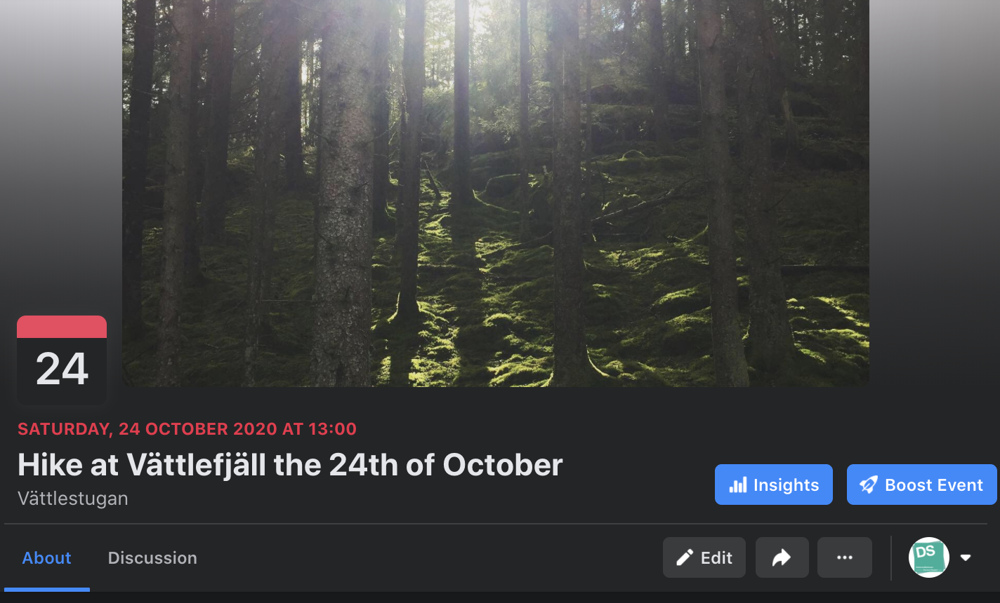 24
SATURDAY, 24 OCTOBER 2020 AT 13:00
Hike at Vättlefjäll the 24th of October
Vättlestugan
Insights
Boost Event
About
Discussion
Edit
DS